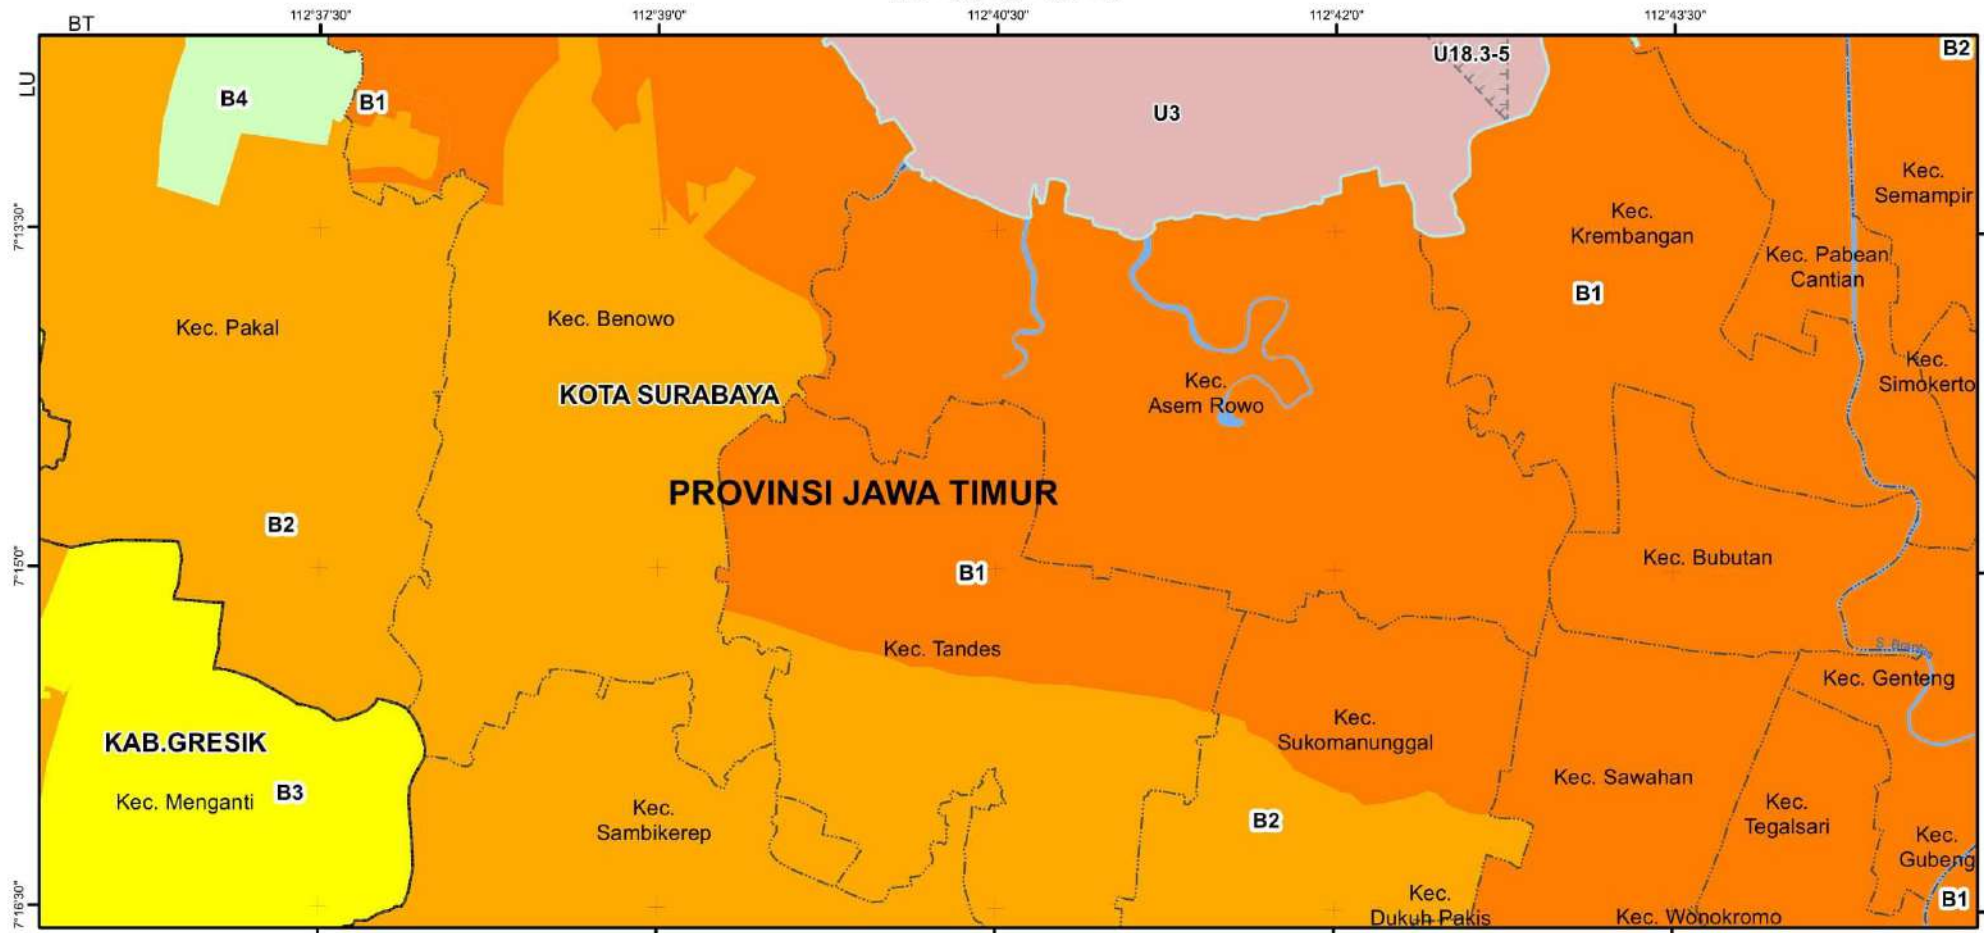 BT
112°37'30"
112°39'0"
112°40'30"
112°42'0"
112°43'30"
LU
7°13'30"
7°15'0"
7°16'30"
B4
B1
U3
U18.3-5
B2
Kec.
Semampir
Kec.
Krembangan
Kec. Pabean
Cantian
B1
Kec. Pakal
Kec. Benowo
KOTA SURABAYA
Kec.
Asem Rowo
Kec.
Simokerto
PROVINSI JAWA TIMUR
B2
B1
Kec. Bubutan
Kec. Tandes
Kec. Genteng
KAB.GRESIK
Kec. Menganti
B3
Kec.
Sukomanunggal
Kec. Sawahan
Kec.
Sambikerep
B2
Kec.
Tegalsari
Kec.
Gubeng
B1
Kec.
Dukuh Pakis
Kec. Wonokromo